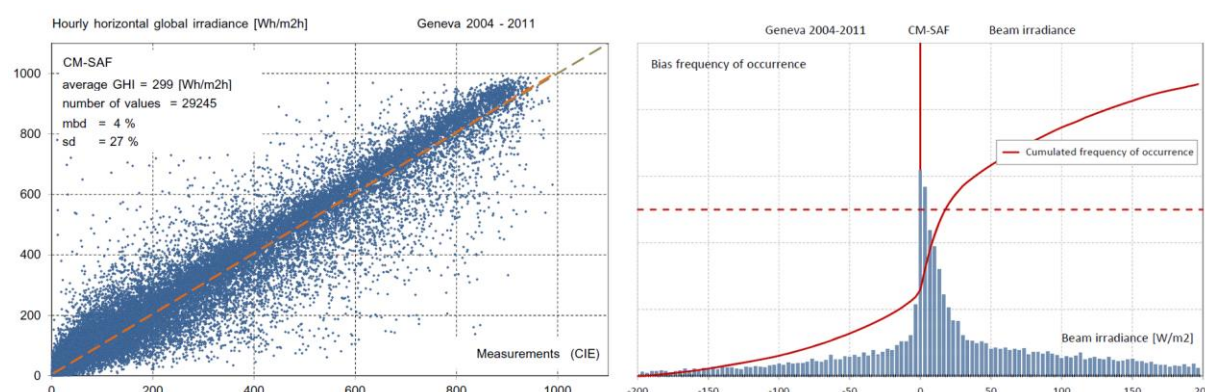 Hourly horizontal global irradiance [Wh/m2h] Geneva 2004 - 2011
CM-SAF
average GHI = 299 [Wh/m2h]
number of values = 29245
mbd = 4 %
sd = 27 %
1000
800
600
400
200
0
Measurements (CIE)
0 200 400 600 800 1000
Geneva 2004-2011 CM-SAF Beam irradiance
Bias frequency of occurrence
Cumulated frequency of occurrence
Beam irradiance [W/m2]
-200 -150 -100 -50 0 50 100 150 200